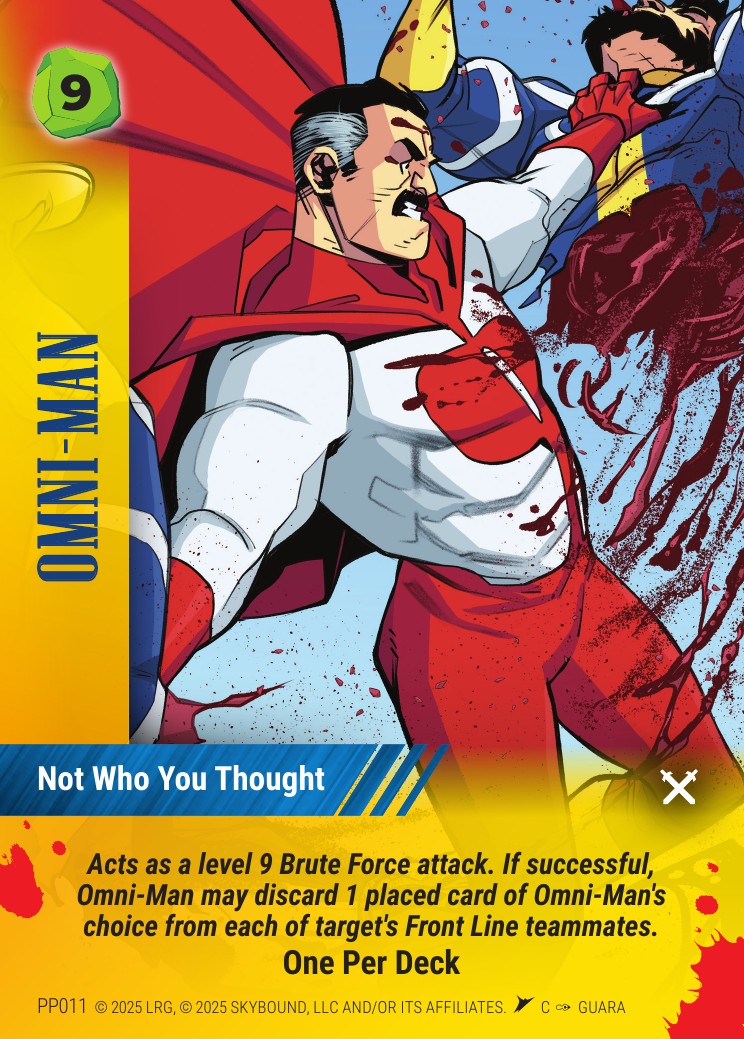 9
OMNI-MAN
Not Who You Thought
Acts as a level 9 Brute Force attack. If successful,
Omni-Man may discard 1 placed card of Omni-Man's
choice from each of target's Front Line teammates.
One Per Deck
PP011 © 2025 LRG, © 2025 SKYBOUND, LLC AND/OR ITS AFFILIATES. C GUARA